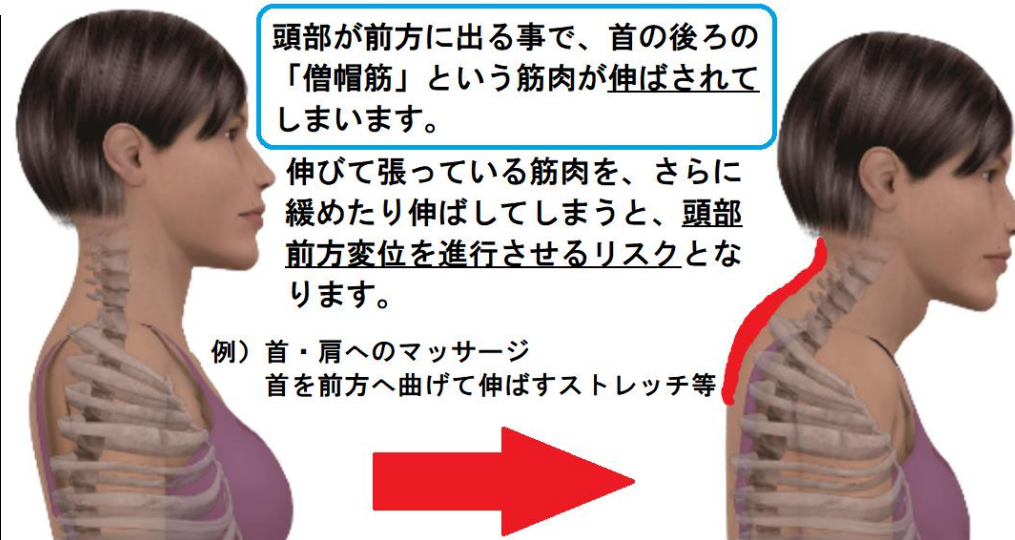 頭部が前方に出る事で、首の後ろの
「僧帽筋」という筋肉が伸ばされて
しまいます。
伸びて張っている筋肉を、さらに
緩めたり伸ばしてしまうと、頭部
前方変位を進行させるリスクとな
ります。
例）首・肩へのマッサージ
首を前方へ曲げて伸ばすストレッチ等